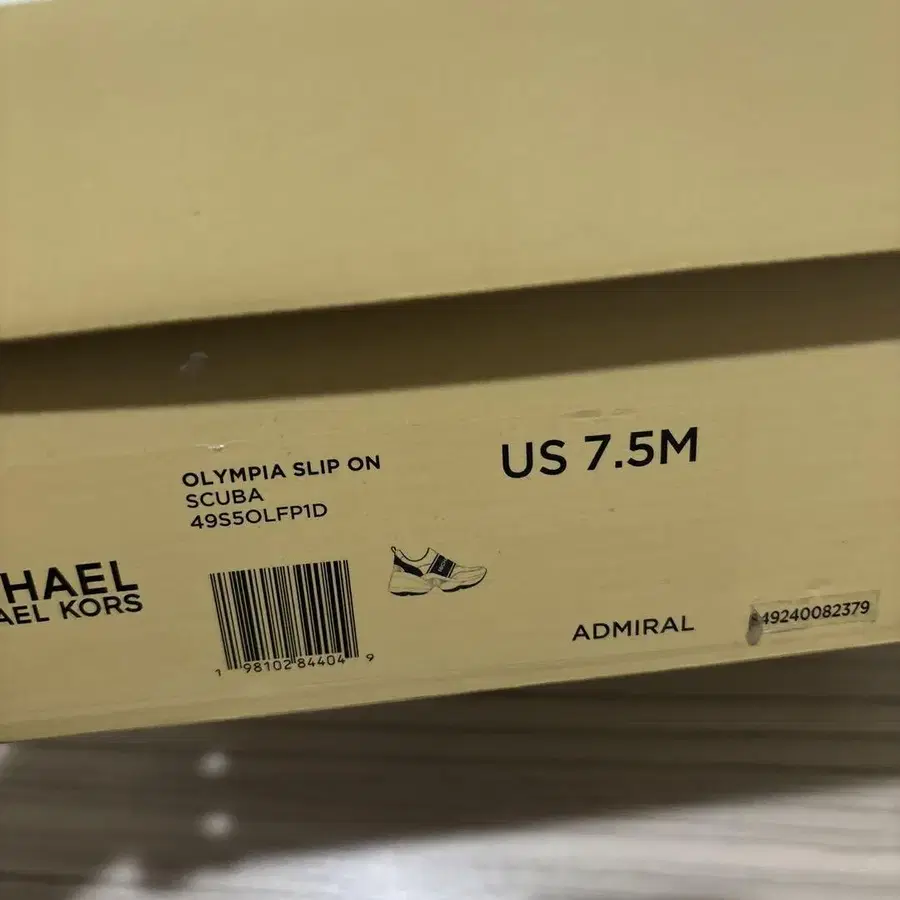 OLYMPIA SLIP ON
SCUBA
49S5OLFP1D
US 7.5M
HAEL
AEL KORS
1 98102 84404 9
ADMIRAL
49240082379